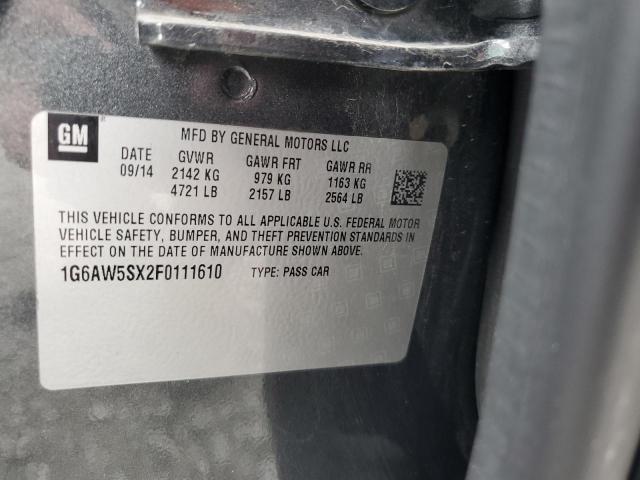 GM
MFD BY GENERAL MOTORS LLC
DATE GVWR GAWR FRT GAWR RR
09/14 2142 KG 979 KG 1163 KG
4721 LB 2157 LB 2564 LB
THIS VEHICLE CONFORMS TO ALL APPLICABLE U.S. FEDERAL MOTOR
VEHICLE SAFETY, BUMPER, AND THEFT PREVENTION STANDARDS IN
EFFECT ON THE DATE OF MANUFACTURE SHOWN ABOVE.
1G6AW5SX2F0111610 TYPE: PASS CAR